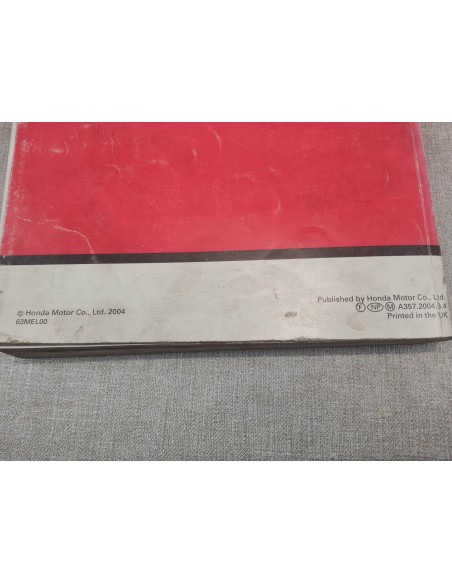 © Honda Motor Co., Ltd. 2004
63MEL00
Published by Honda Motor Co., Ltd.
F NP M A357.2004.3.4
Printed in the UK